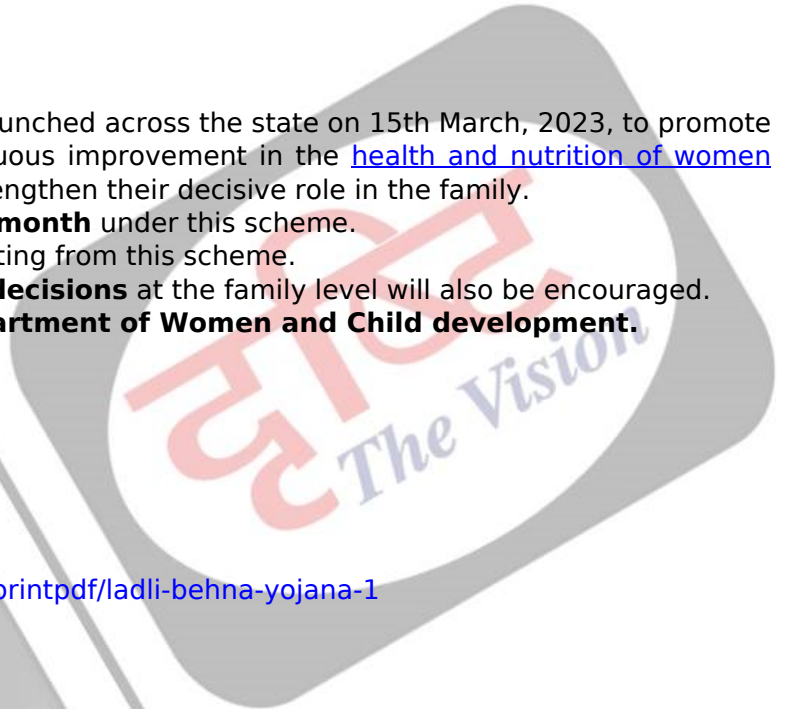 unched across the state on 15th March, 2023, to promote
uous improvement in the health and nutrition of women
engthen their decisive role in the family.
month under this scheme.
ting from this scheme.
decisions at the family level will also be encouraged.
artment of Women and Child development.
दृष्टि
The Vision
printpdf/ladli-behna-yojana-1